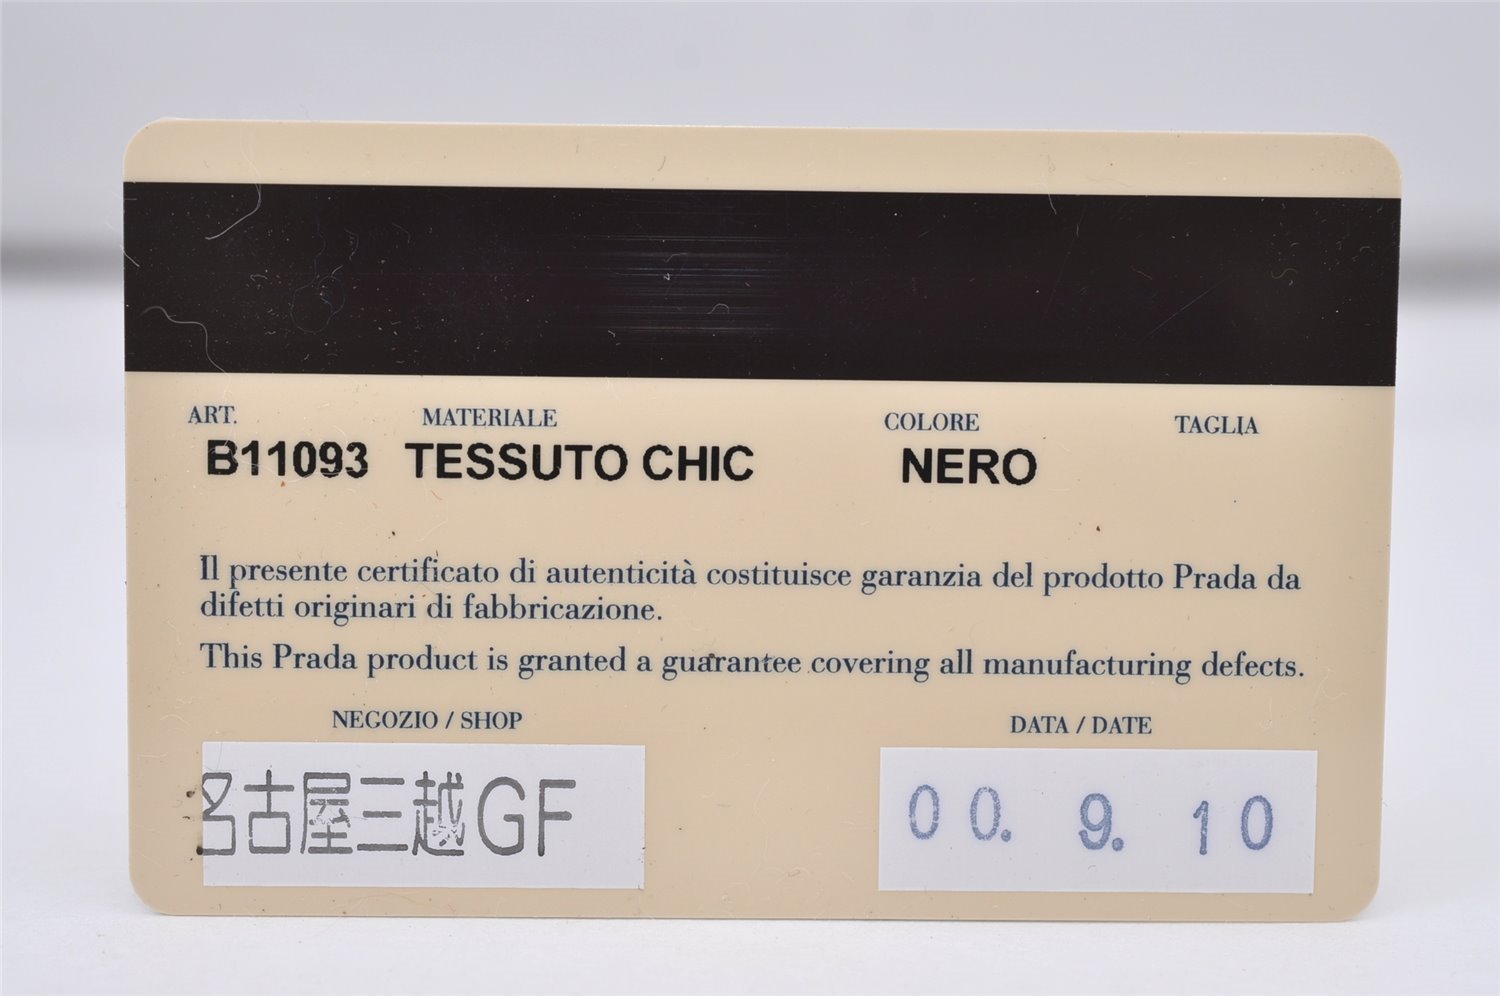 ART. MATERIALE COLORE TAGLIA
B11093 TESSUTO CHIC NERO
Il presente certificato di autenticità costituisce garanzia del prodotto Prada da
difetti originari di fabbricazione.
This Prada product is granted a guarantee covering all manufacturing defects.
NEGOZIO / SHOP DATA / DATE
名古屋三越GF 00. 9. 10